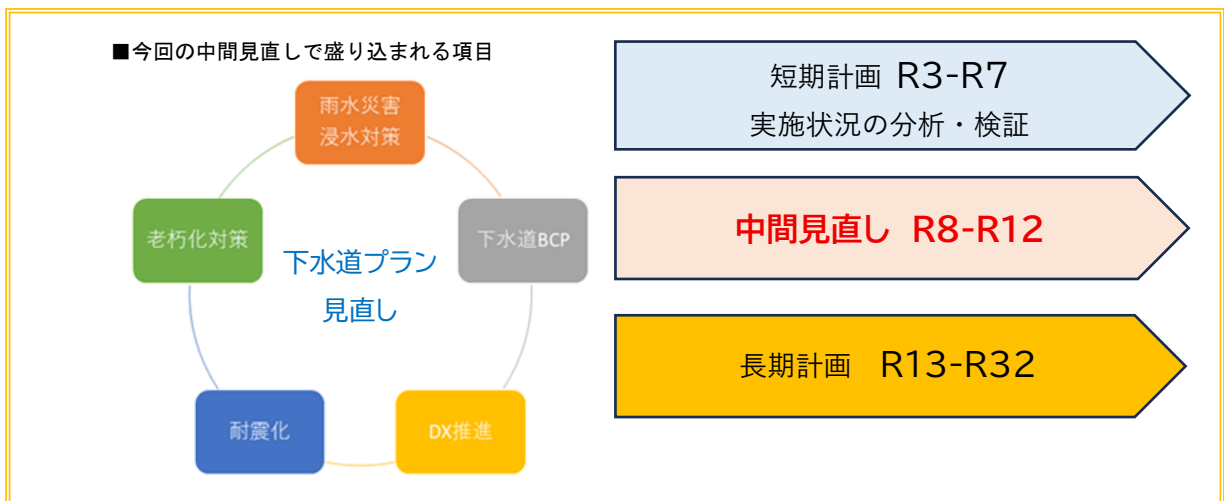 ■今回の中間見直しで盛り込まれる項目
雨水災害
浸水対策
老朽化対策
下水道BCP
下水道プラン
見直し
耐震化
DX推進
短期計画 R3-R7
実施状況の分析・検証
中間見直し R8-R12
長期計画 R13-R32